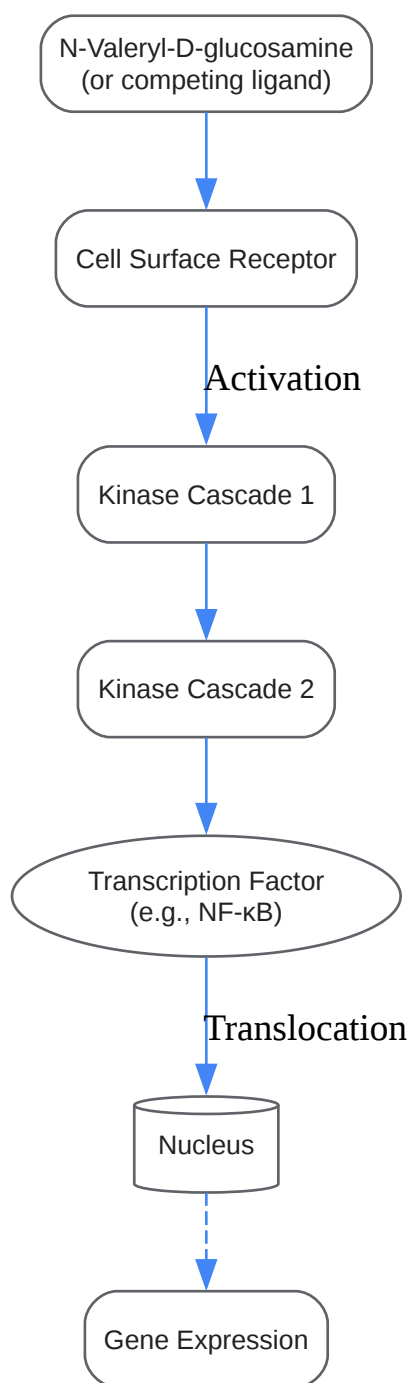 N-Valeryl-D-glucosamine
(or competing ligand)
Cell Surface Receptor
Activation
Kinase Cascade 1
Kinase Cascade 2
Transcription Factor
(e.g., NF-κB)
Translocation
Nucleus
Gene Expression